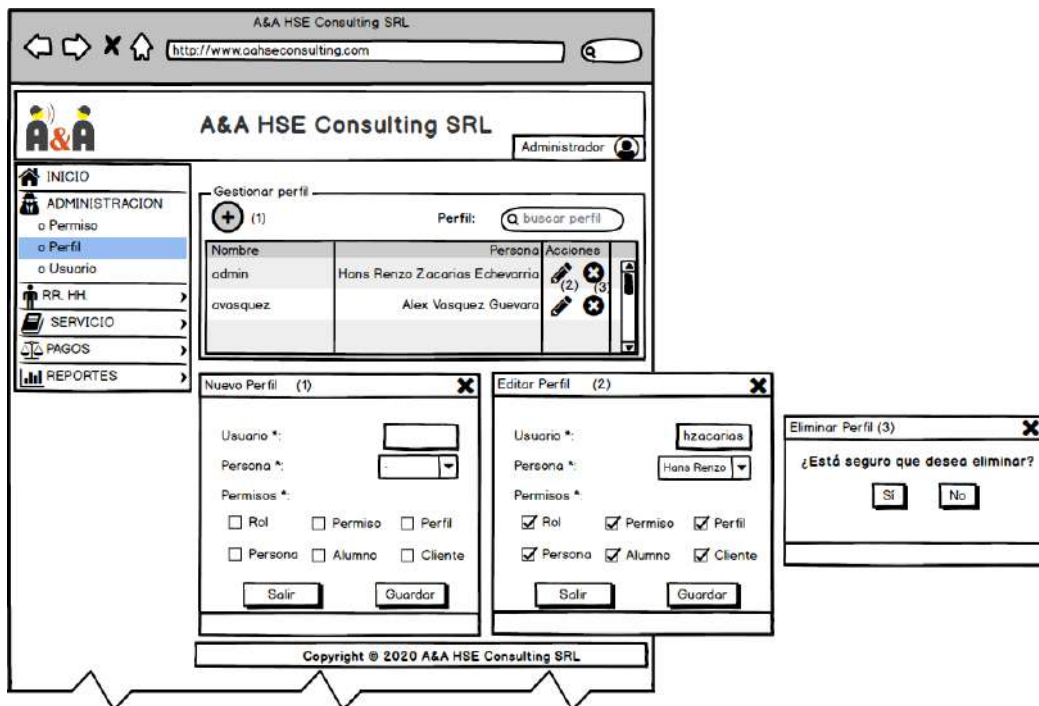 A&A HSE Consulting SRL
http://www.aahseconsulting.com
A&A
A&A HSE Consulting SRL
Administrador
INICIO
ADMINISTRACION
o Permiso
o Perfil
o Usuario
RR. HH.
SERVICIO
PAGOS
REPORTES
Gestionar perfil
+ (1)
Perfil: buscar perfil
Nombre Persona Acciones
admin Hans Renzo Zacarias Echevarria
(2) (3)
avasquez Alex Vasquez Guevara
Nuevo Perfil (1)
Usuario *:
Persona *: -
Permisos *:
Rol Permiso Perfil
Persona Alumno Cliente
Salir Guardar
Editar Perfil (2)
Usuario *: hzacarias
Persona *: Hans Renzo
Permisos *:
Rol Permiso Perfil
Persona Alumno Cliente
Salir Guardar
Eliminar Perfil (3)
¿Está seguro que desea eliminar?
Sí No
Copyright © 2020 A&A HSE Consulting SRL